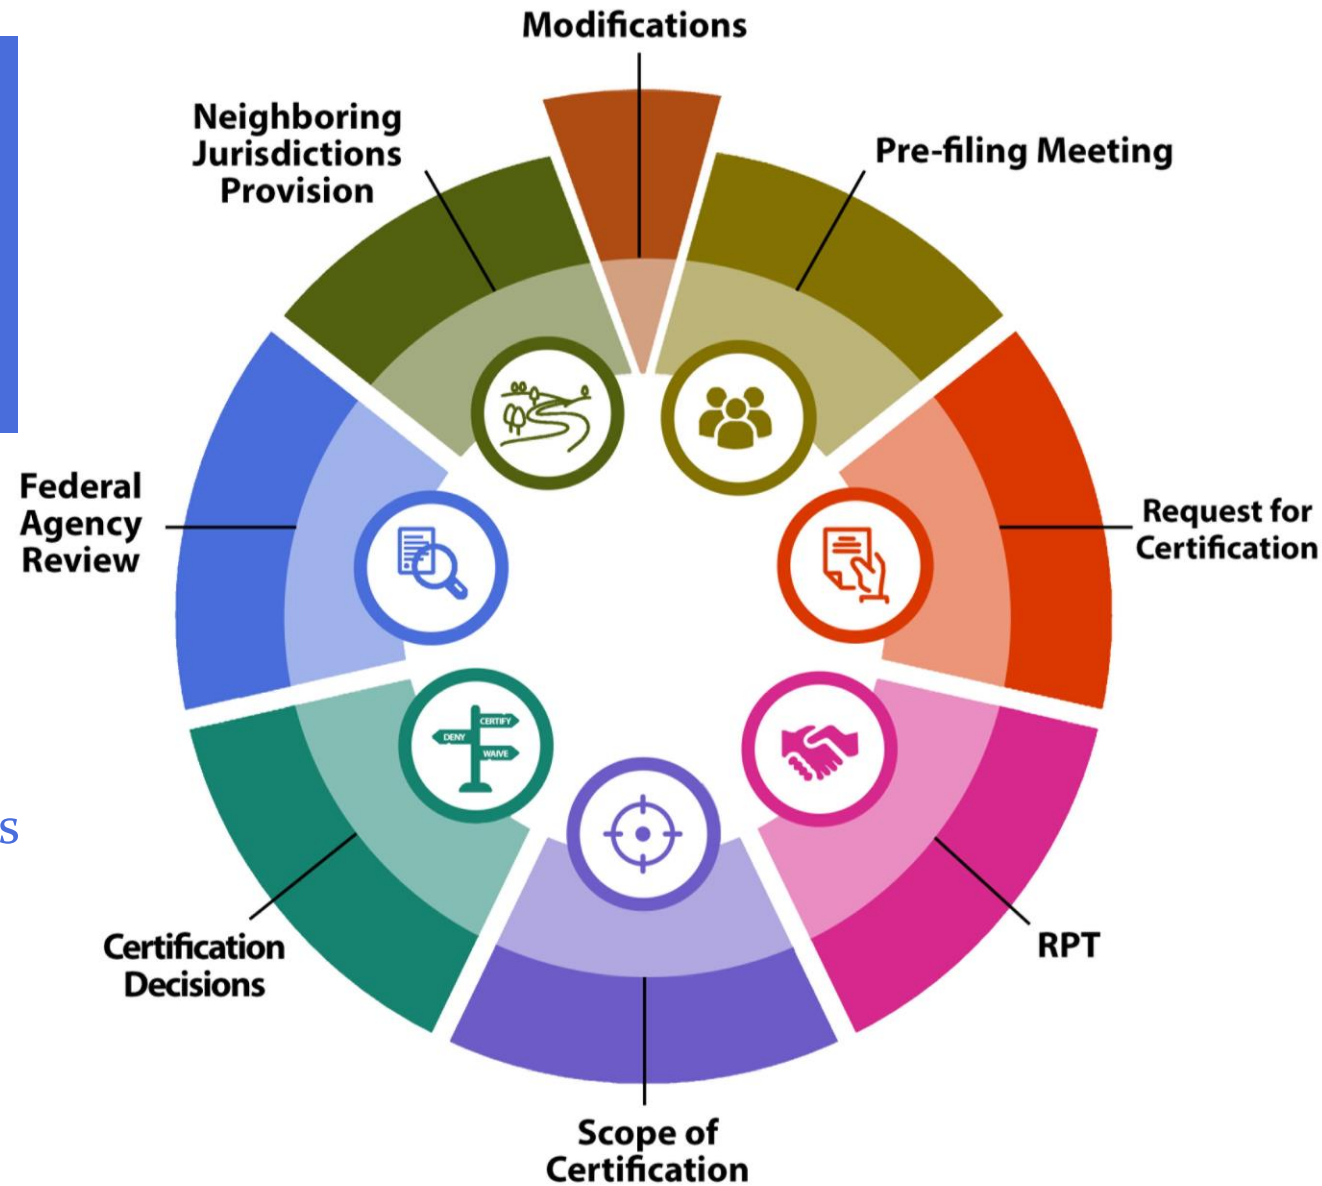 Modifications
Neighboring
Jurisdictions
Provision
Pre-filing Meeting
Federal
Agency
Review
Request for
Certification
CERTIFY
DENY
WAIVE
s
Certification
Decisions
RPT
Scope of
Certification